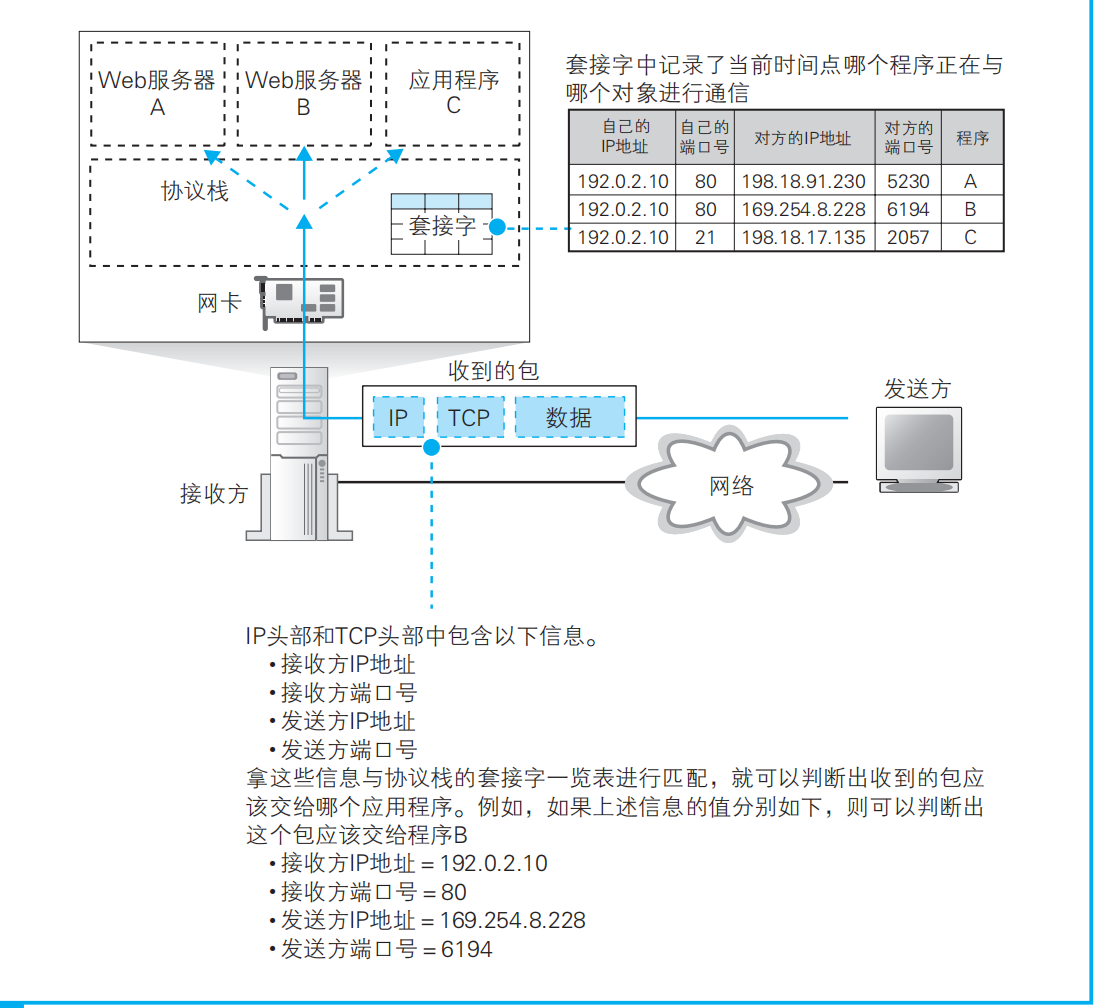 Web服务器
A
Web服务器
B
应用程序
C
协议栈
套接字
网卡
套接字中记录了当前时间点哪个程序正在与
哪个对象进行通信
自己的
IP地址
自己的
端口号
对方的IP地址
对方的
端口号
程序
192.0.2.10 80 198.18.91.230 5230 A
192.0.2.10 80 169.254.8.228 6194 B
192.0.2.10 21 198.18.17.135 2057 C
收到的包
IP TCP 数据
发送方
接收方
网络
IP头部和TCP头部中包含以下信息。
•接收方IP地址
•接收方端口号
•发送方IP地址
•发送方端口号
拿这些信息与协议栈的套接字一览表进行匹配，就可以判断出收到的包应
该交给哪个应用程序。例如，如果上述信息的值分别如下，则可以判断出
这个包应该交给程序B
•接收方IP地址＝192.0.2.10
•接收方端口号＝80
•发送方IP地址＝169.254.8.228
•发送方端口号＝6194